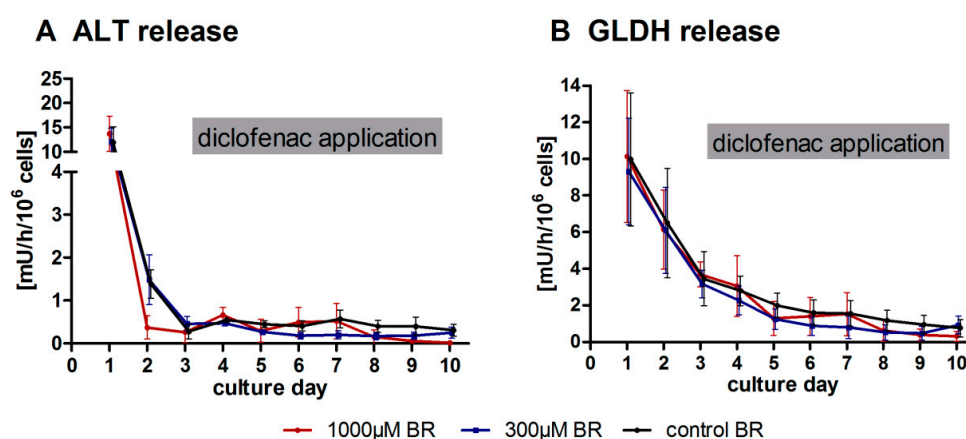 A ALT release
B GLDH release
25
20
15
10
4
3
2
1
0
[mU/h/10⁶ cells]
diclofenac application
0 1 2 3 4 5 6 7 8 9 10
culture day
14
12
10
8
6
4
2
0
[mU/h/10⁶ cells]
diclofenac application
0 1 2 3 4 5 6 7 8 9 10
culture day
1000µM BR 300µM BR control BR